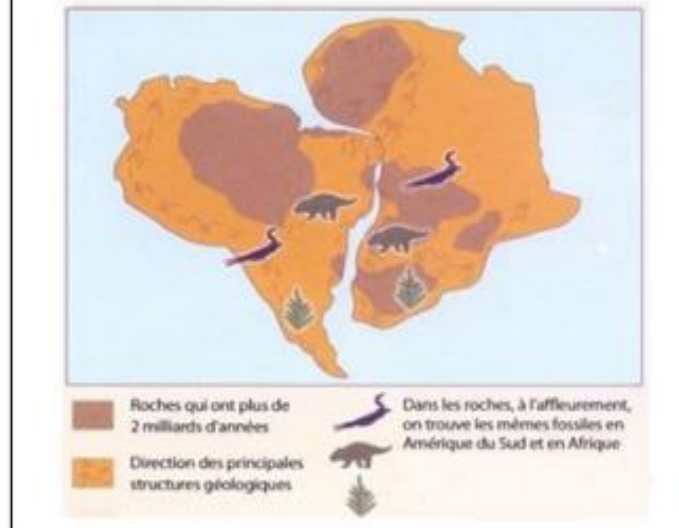 Roches qui ont plus de
2 milliards d'années
Direction des principales
structures géologiques
Dans les roches, à l'affleurement,
on trouve les mêmes fossiles en
Amérique du Sud et en Afrique